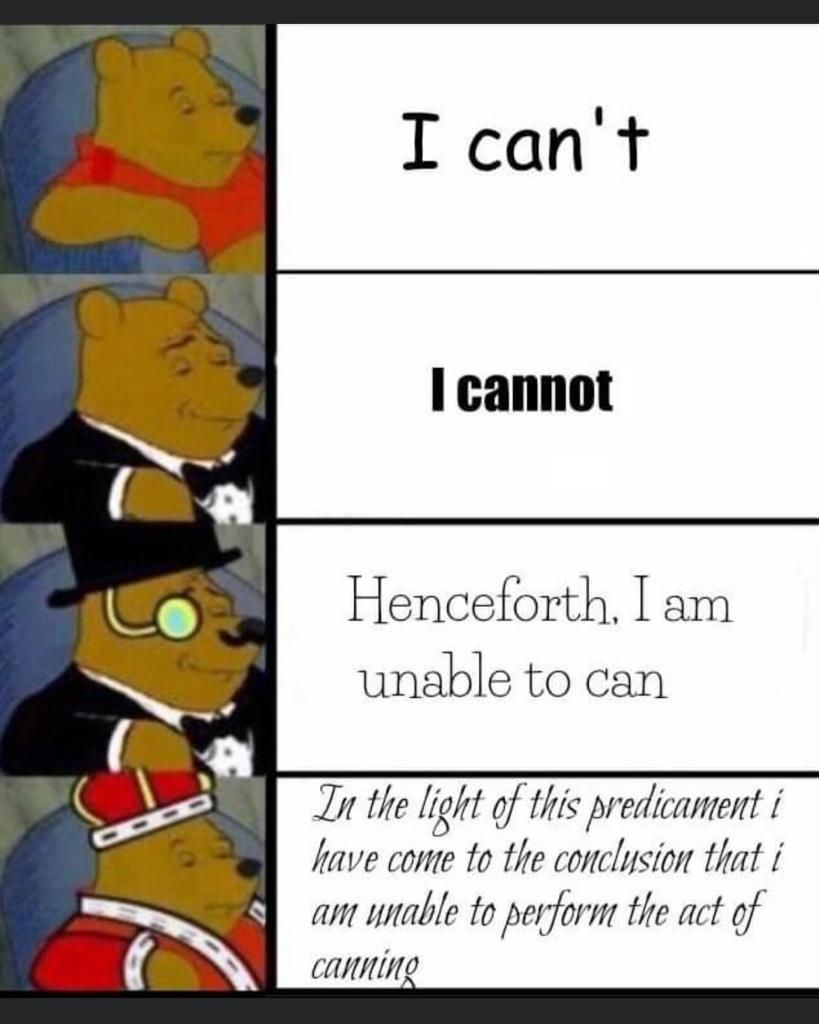 I can't
I cannot
Henceforth, I am
unable to can
In the light of this predicament i
have come to the conclusion that i
am unable to perform the act of
canning